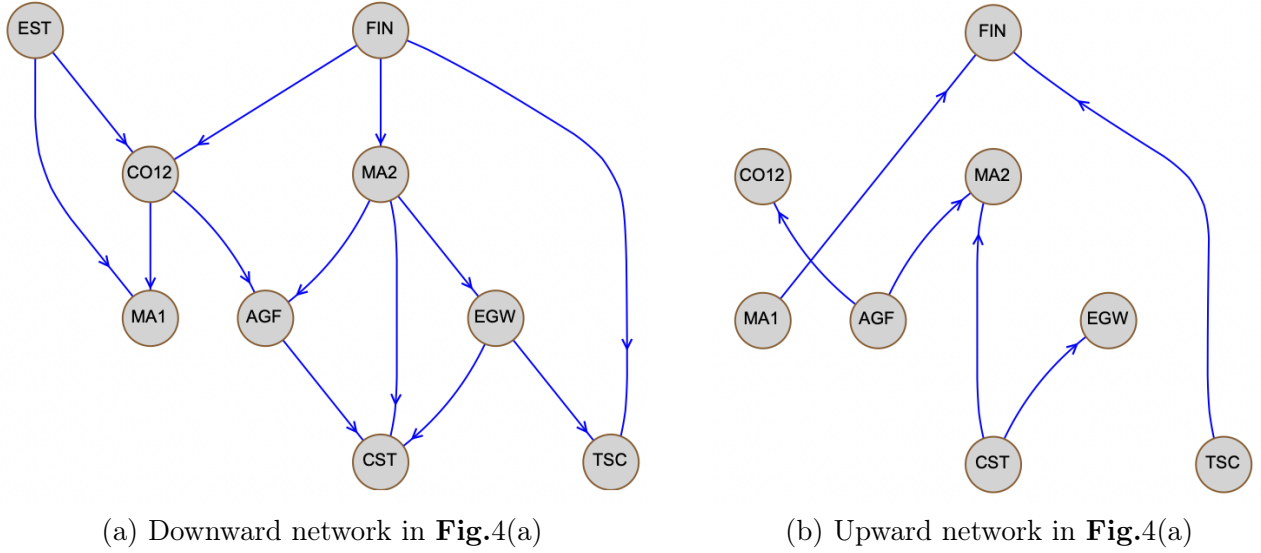 EST
FIN
FIN
CO12
MA2
CO12
MA2
MA1
AGF
EGW
MA1
AGF
EGW
CST
TSC
CST
TSC
(a) Downward network in Fig.4(a)
(b) Upward network in Fig.4(a)